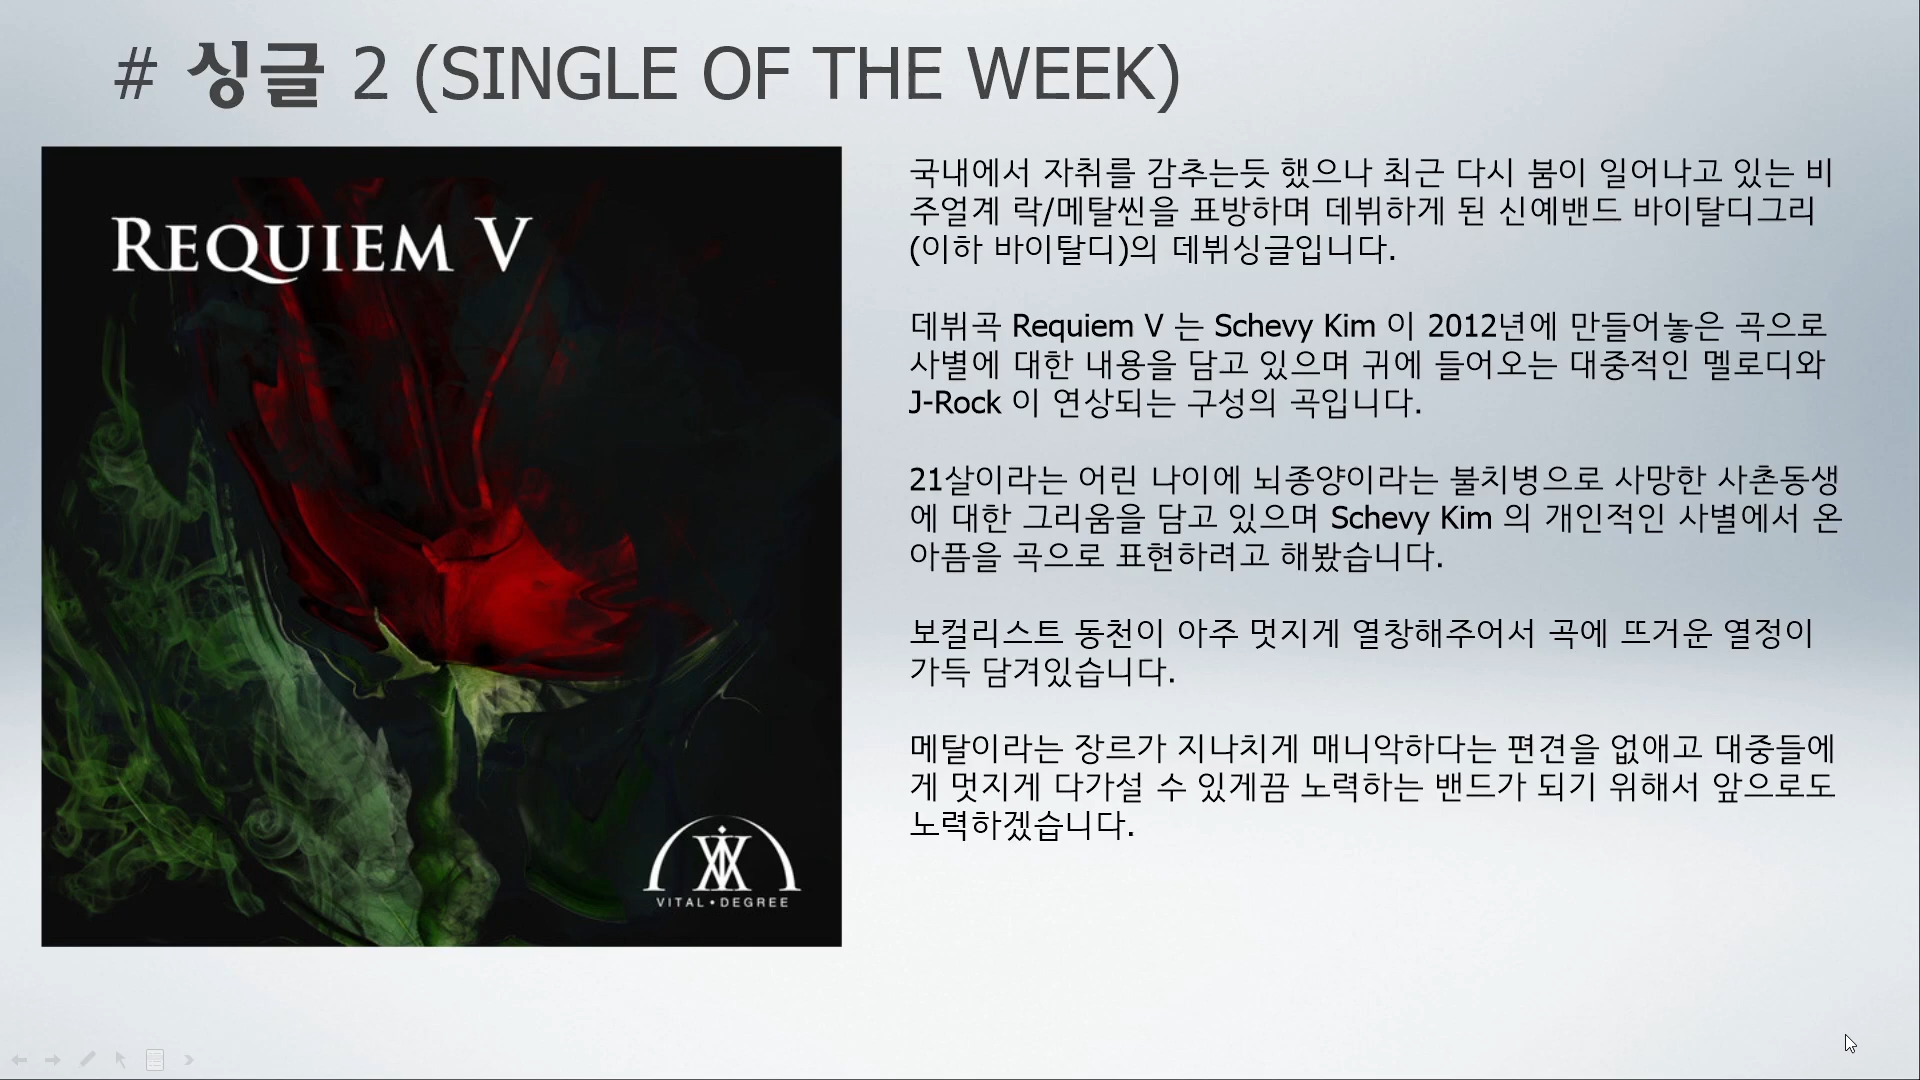 # 싱글 2 (SINGLE OF THE WEEK)
REQUIEM V
VITAL•DEGREE
국내에서 자취를 감추는듯 했으나 최근 다시 붐이 일어나고 있는 비
주얼계 락/메탈씬을 표방하며 데뷔하게 된 신예밴드 바이탈디그리
(이하 바이탈디)의 데뷔싱글입니다.
데뷔곡 Requiem V 는 Schevy Kim 이 2012년에 만들어놓은 곡으로
사별에 대한 내용을 담고 있으며 귀에 들어오는 대중적인 멜로디와
J-Rock 이 연상되는 구성의 곡입니다.
21살이라는 어린 나이에 뇌종양이라는 불치병으로 사망한 사촌동생
에 대한 그리움을 담고 있으며 Schevy Kim 의 개인적인 사별에서 온
아픔을 곡으로 표현하려고 해봤습니다.
보컬리스트 동천이 아주 멋지게 열창해주어서 곡에 뜨거운 열정이
가득 담겨있습니다.
메탈이라는 장르가 지나치게 매니악하다는 편견을 없애고 대중들에
게 멋지게 다가설 수 있게끔 노력하는 밴드가 되기 위해서 앞으로도
노력하겠습니다.